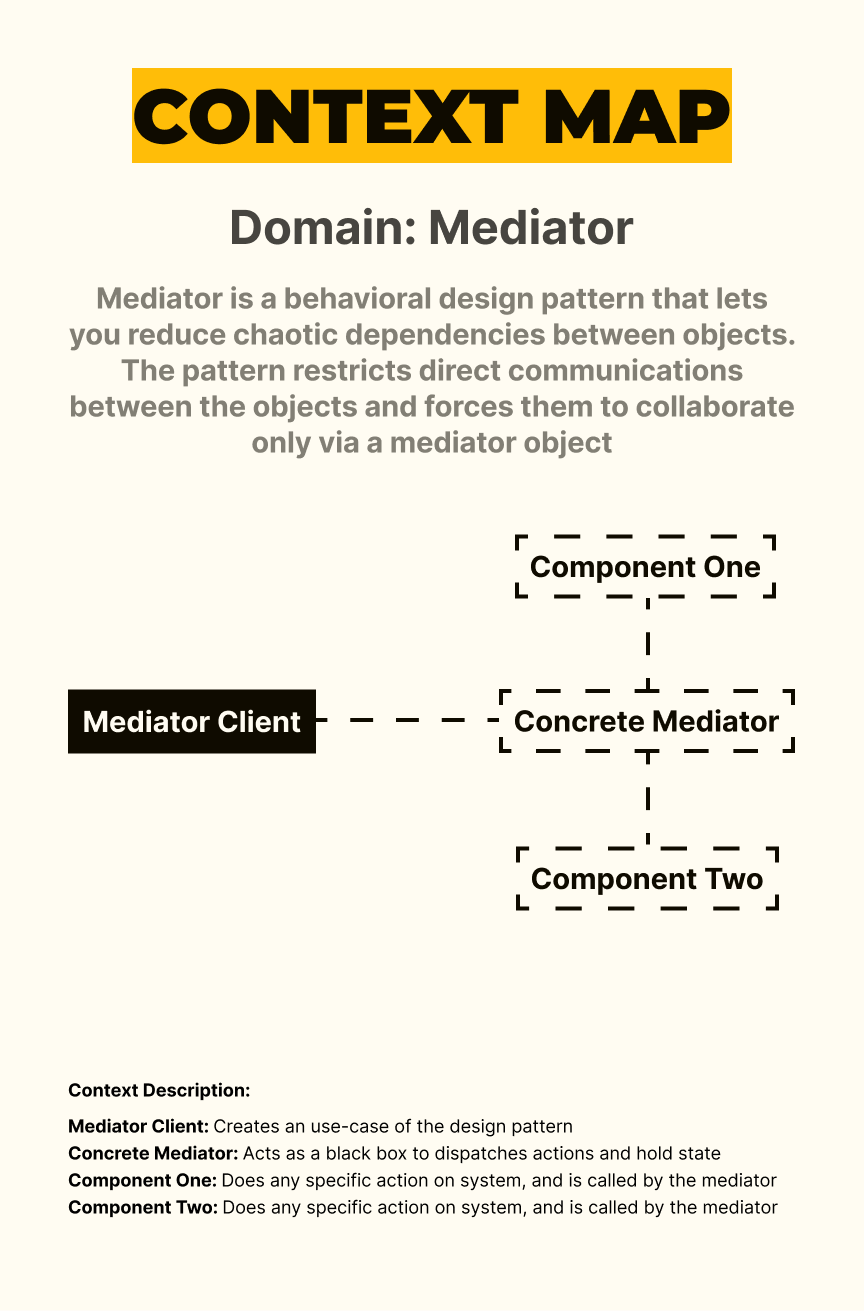 CONTEXT MAP
Domain: Mediator
Mediator is a behavioral design pattern that lets
you reduce chaotic dependencies between objects.
The pattern restricts direct communications
between the objects and forces them to collaborate
only via a mediator object
Component One
Mediator Client
Concrete Mediator
Component Two
Context Description:
Mediator Client: Creates an use-case of the design pattern
Concrete Mediator: Acts as a black box to dispatches actions and hold state
Component One: Does any specific action on system, and is called by the mediator
Component Two: Does any specific action on system, and is called by the mediator